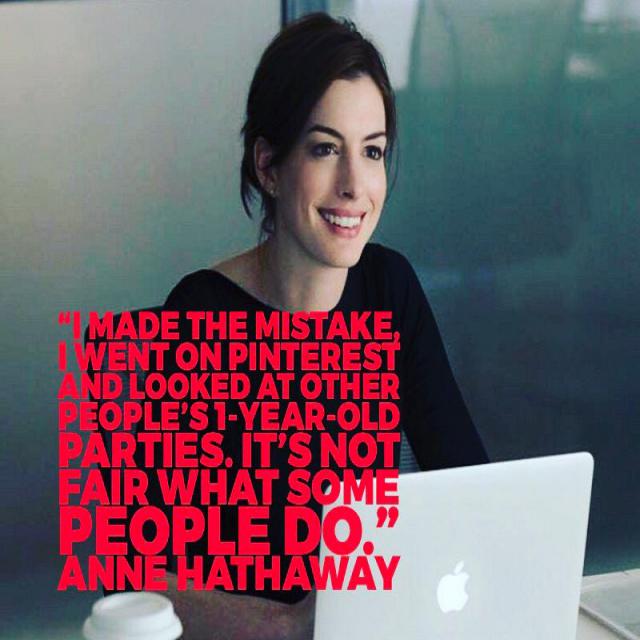 “I MADE THE MISTAKE,
I WENT ON PINTEREST
AND LOOKED AT OTHER
PEOPLE’S 1-YEAR-OLD
PARTIES. IT’S NOT
FAIR WHAT SOME
PEOPLE DO.”
ANNE HATHAWAY